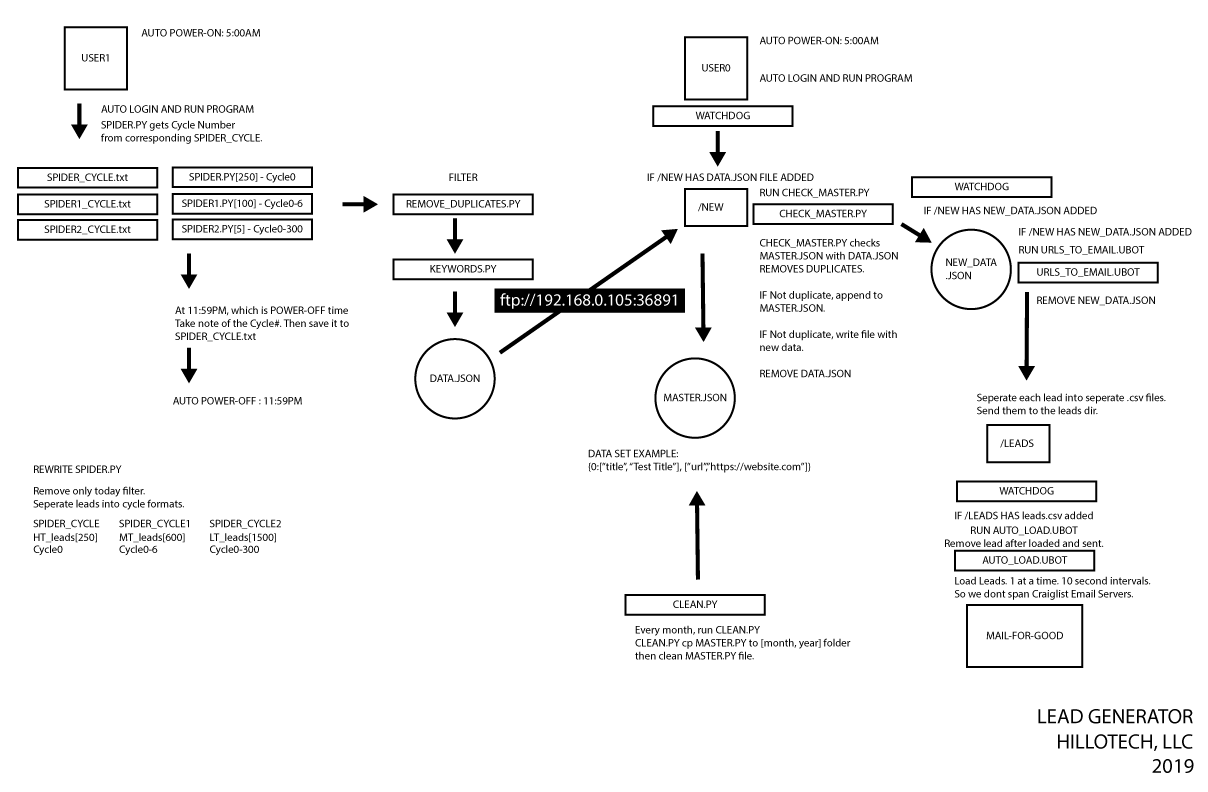 USER1
AUTO POWER-ON: 5:00AM
AUTO LOGIN AND RUN PROGRAM
SPIDER.PY gets Cycle Number
from corresponding SPIDER_CYCLE.
SPIDER_CYCLE.txt
SPIDER1_CYCLE.txt
SPIDER2_CYCLE.txt
SPIDER.PY[250] - Cycle0
SPIDER1.PY[100] - Cycle0-6
SPIDER2.PY[5] - Cycle0-300
At 11:59PM, which is POWER-OFF time
Take note of the Cycle#. Then save it to
SPIDER_CYCLE.txt
AUTO POWER-OFF : 11:59PM
REWRITE SPIDER.PY
Remove only today filter.
Seperate leads into cycle formats.
SPIDER_CYCLE
HT_leads[250]
Cycle0
SPIDER_CYCLE1
MT_leads[600]
Cycle0-6
SPIDER_CYCLE2
LT_leads[1500]
Cycle0-300
FILTER
REMOVE_DUPLICATES.PY
KEYWORDS.PY
DATA.JSON
ftp://192.168.0.105:36891
USER0
AUTO POWER-ON: 5:00AM
AUTO LOGIN AND RUN PROGRAM
WATCHDOG
IF /NEW HAS DATA.JSON FILE ADDED
/NEW
RUN CHECK_MASTER.PY
CHECK_MASTER.PY
CHECK_MASTER.PY checks
MASTER.JSON with DATA.JSON
REMOVES DUPLICATES.
IF Not duplicate, append to
MASTER.JSON.
IF Not duplicate, write file with
new data.
REMOVE DATA.JSON
MASTER.JSON
DATA SET EXAMPLE:
{0:["title", "Test Title"], ["url","https://website.com"]}
CLEAN.PY
Every month, run CLEAN.PY
CLEAN.PY cp MASTER.PY to [month, year] folder
then clean MASTER.PY file.
WATCHDOG
IF /NEW HAS NEW_DATA.JSON ADDED
NEW_DATA
.JSON
IF /NEW HAS NEW_DATA.JSON ADDED
RUN URLS_TO_EMAIL.UBOT
URLS_TO_EMAIL.UBOT
REMOVE NEW_DATA.JSON
Seperate each lead into seperate .csv files.
Send them to the leads dir.
/LEADS
WATCHDOG
IF /LEADS HAS leads.csv added
RUN AUTO_LOAD.UBOT
Remove lead after loaded and sent.
AUTO_LOAD.UBOT
Load Leads. 1 at a time. 10 second intervals.
So we dont span Craiglist Email Servers.
MAIL-FOR-GOOD
LEAD GENERATOR
HILLOTECH, LLC
2019